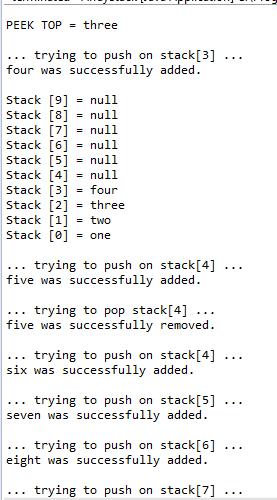 PEEK TOP = three
... trying to push on stack[3] ...
four was successfully added.
Stack [9] = null
Stack [8] = null
Stack [7] = null
Stack [6] = null
Stack [5] = null
Stack [4] = null
Stack [3] = four
Stack [2] = three
Stack [1] = two
Stack [0] = one
... trying to push on stack[4] ...
five was successfully added.
... trying to pop stack[4] ...
five was successfully removed.
... trying to push on stack[4] ...
six was successfully added.
... trying to push on stack[5] ...
seven was successfully added.
... trying to push on stack[6] ...
eight was successfully added.
... trying to push on stack[7] ...